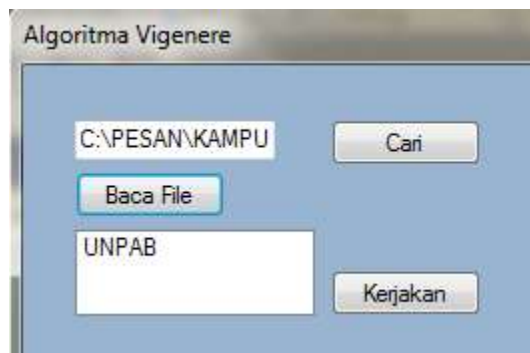 Algoritma Vigenere
C:\PESAN\KAMPU
Cari
Baca File
UNPAB
Kerjakan